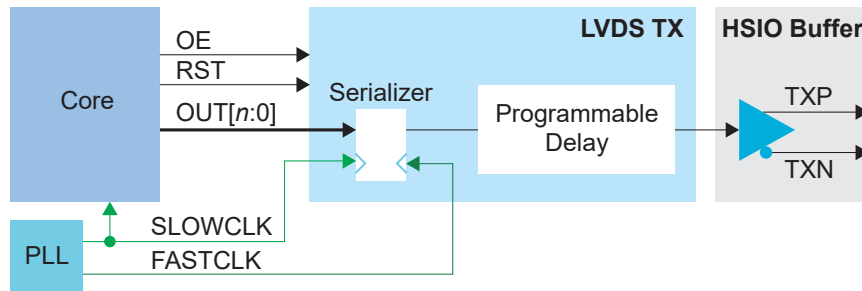 LVDS TX
HSIO Buffer
OE
RST
Core
OUT[n:0]
Serializer
Programmable
Delay
TXP
TXN
SLOWCLK
PLL
FASTCLK